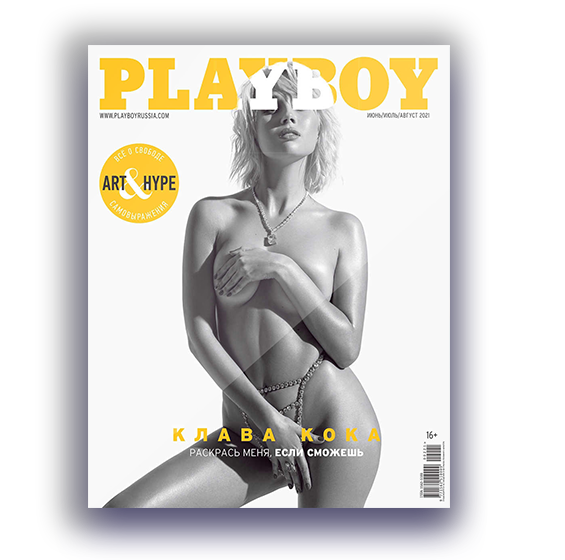 PLAYBOY
WWW.PLAYBOYRUSSIA.COM
ИЮНЬ/ИЮЛЬ/АВГУСТ 2021
ВСЕ О СВОБОДЕ
ART & HYPE
САМОВЫРАЖЕНИЯ
КЛАВА КОКА
РАСКРАСЬ МЕНЯ, ЕСЛИ СМОЖЕШЬ
16+